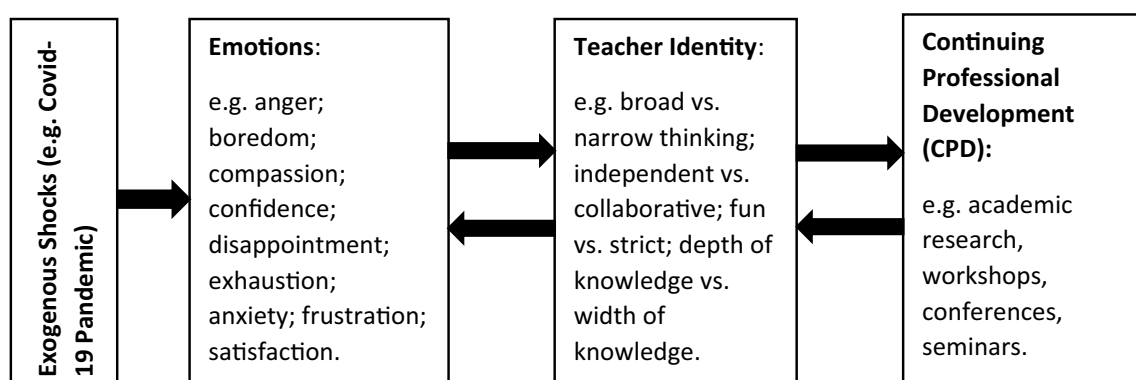 Exogenous Shocks (e.g. Covid-
19 Pandemic)
Emotions:
e.g. anger;
boredom;
compassion;
confidence;
disappointment;
exhaustion;
anxiety; frustration;
satisfaction.
Teacher Identity:
e.g. broad vs.
narrow thinking;
independent vs.
collaborative; fun
vs. strict; depth of
knowledge vs.
width of
knowledge.
Continuing
Professional
Development
(CPD):
e.g. academic
research,
workshops,
conferences,
seminars.